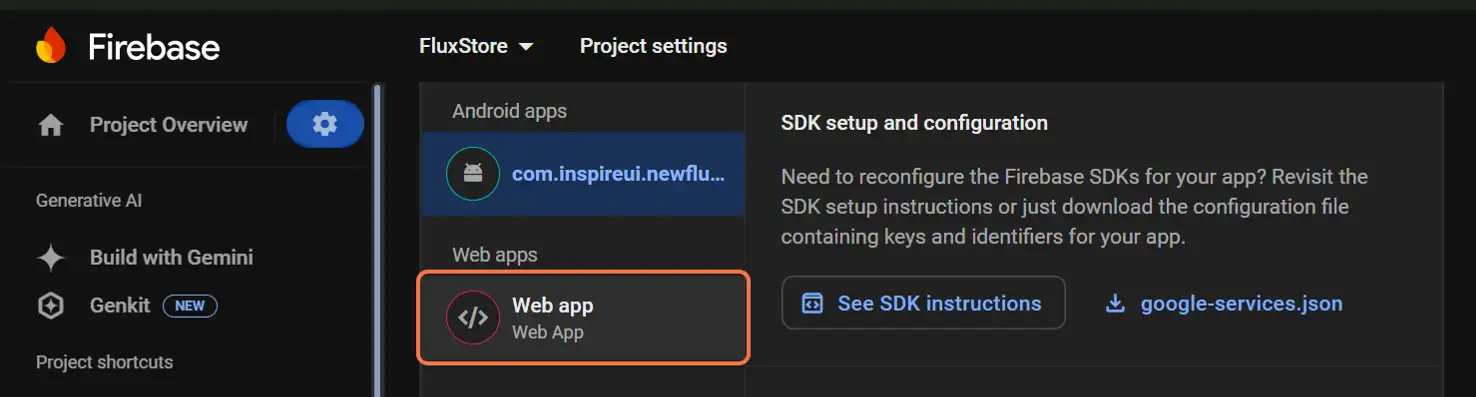 Firebase
FluxStore
Project settings
Project Overview
Generative AI
Build with Gemini
Genkit NEW
Project shortcuts
Android apps
com.inspireui.newflu...
Web apps
Web app
Web App
SDK setup and configuration
Need to reconfigure the Firebase SDKs for your app? Revisit the
SDK setup instructions or just download the configuration file
containing keys and identifiers for your app.
See SDK instructions
google-services.json